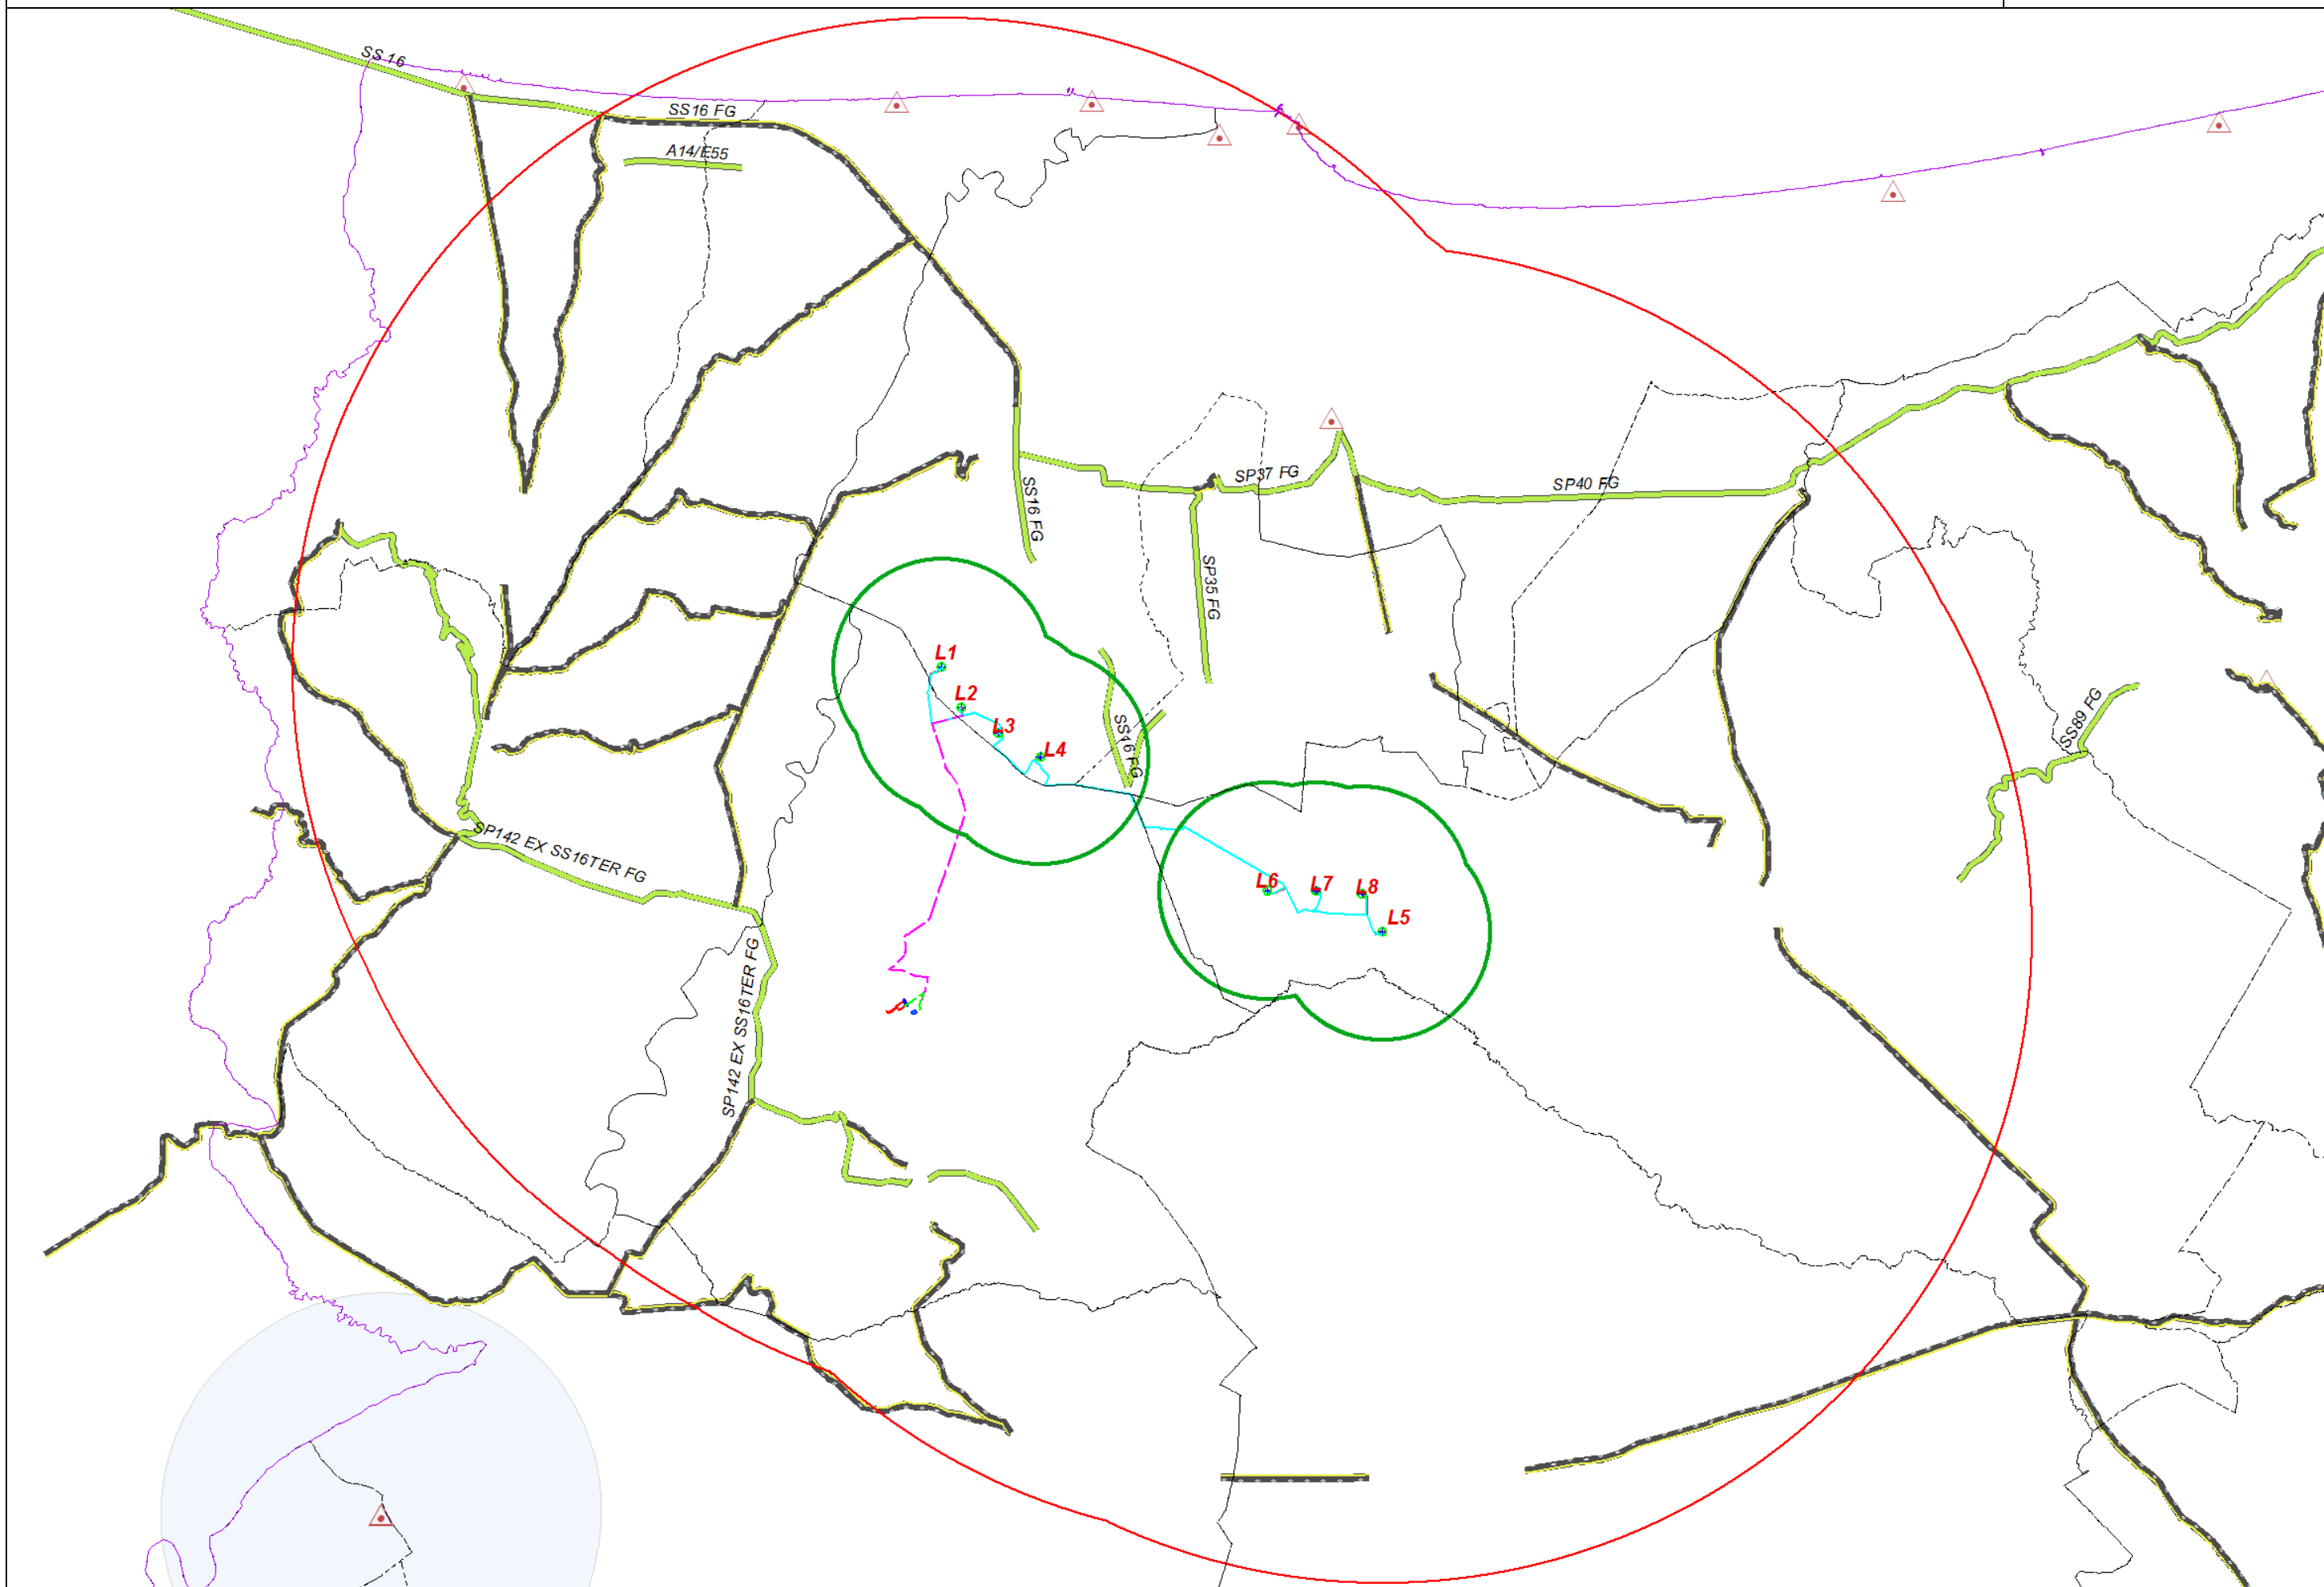 SS 16
SS16 FG
A14/E55
SP37 FG
SP40 FG
SS16 FG
SP35 FG
L1
L2
L3
L4
SS16 FG
SS89 FG
SP142 EX SS16TER FG
L6
L7
L8
L5
SP142 EX SS16TER FG